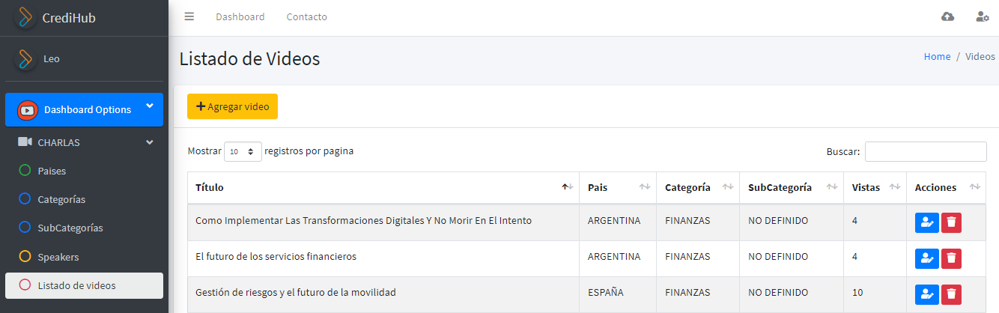 CrediHub
Dashboard Contacto
Leo
Listado de Videos
Home / Videos
Dashboard Options
Agregar video
CHARLAS
Mostrar 10 registros por pagina
Buscar:
Paises
Categorías
SubCategorías
Speakers
Listado de videos
Título Pais Categoría SubCategoría Vistas Acciones
Como Implementar Las Transformaciones Digitales Y No Morir En El Intento ARGENTINA FINANZAS NO DEFINIDO 4
El futuro de los servicios financieros ARGENTINA FINANZAS NO DEFINIDO 4
Gestión de riesgos y el futuro de la movilidad ESPAÑA FINANZAS NO DEFINIDO 10